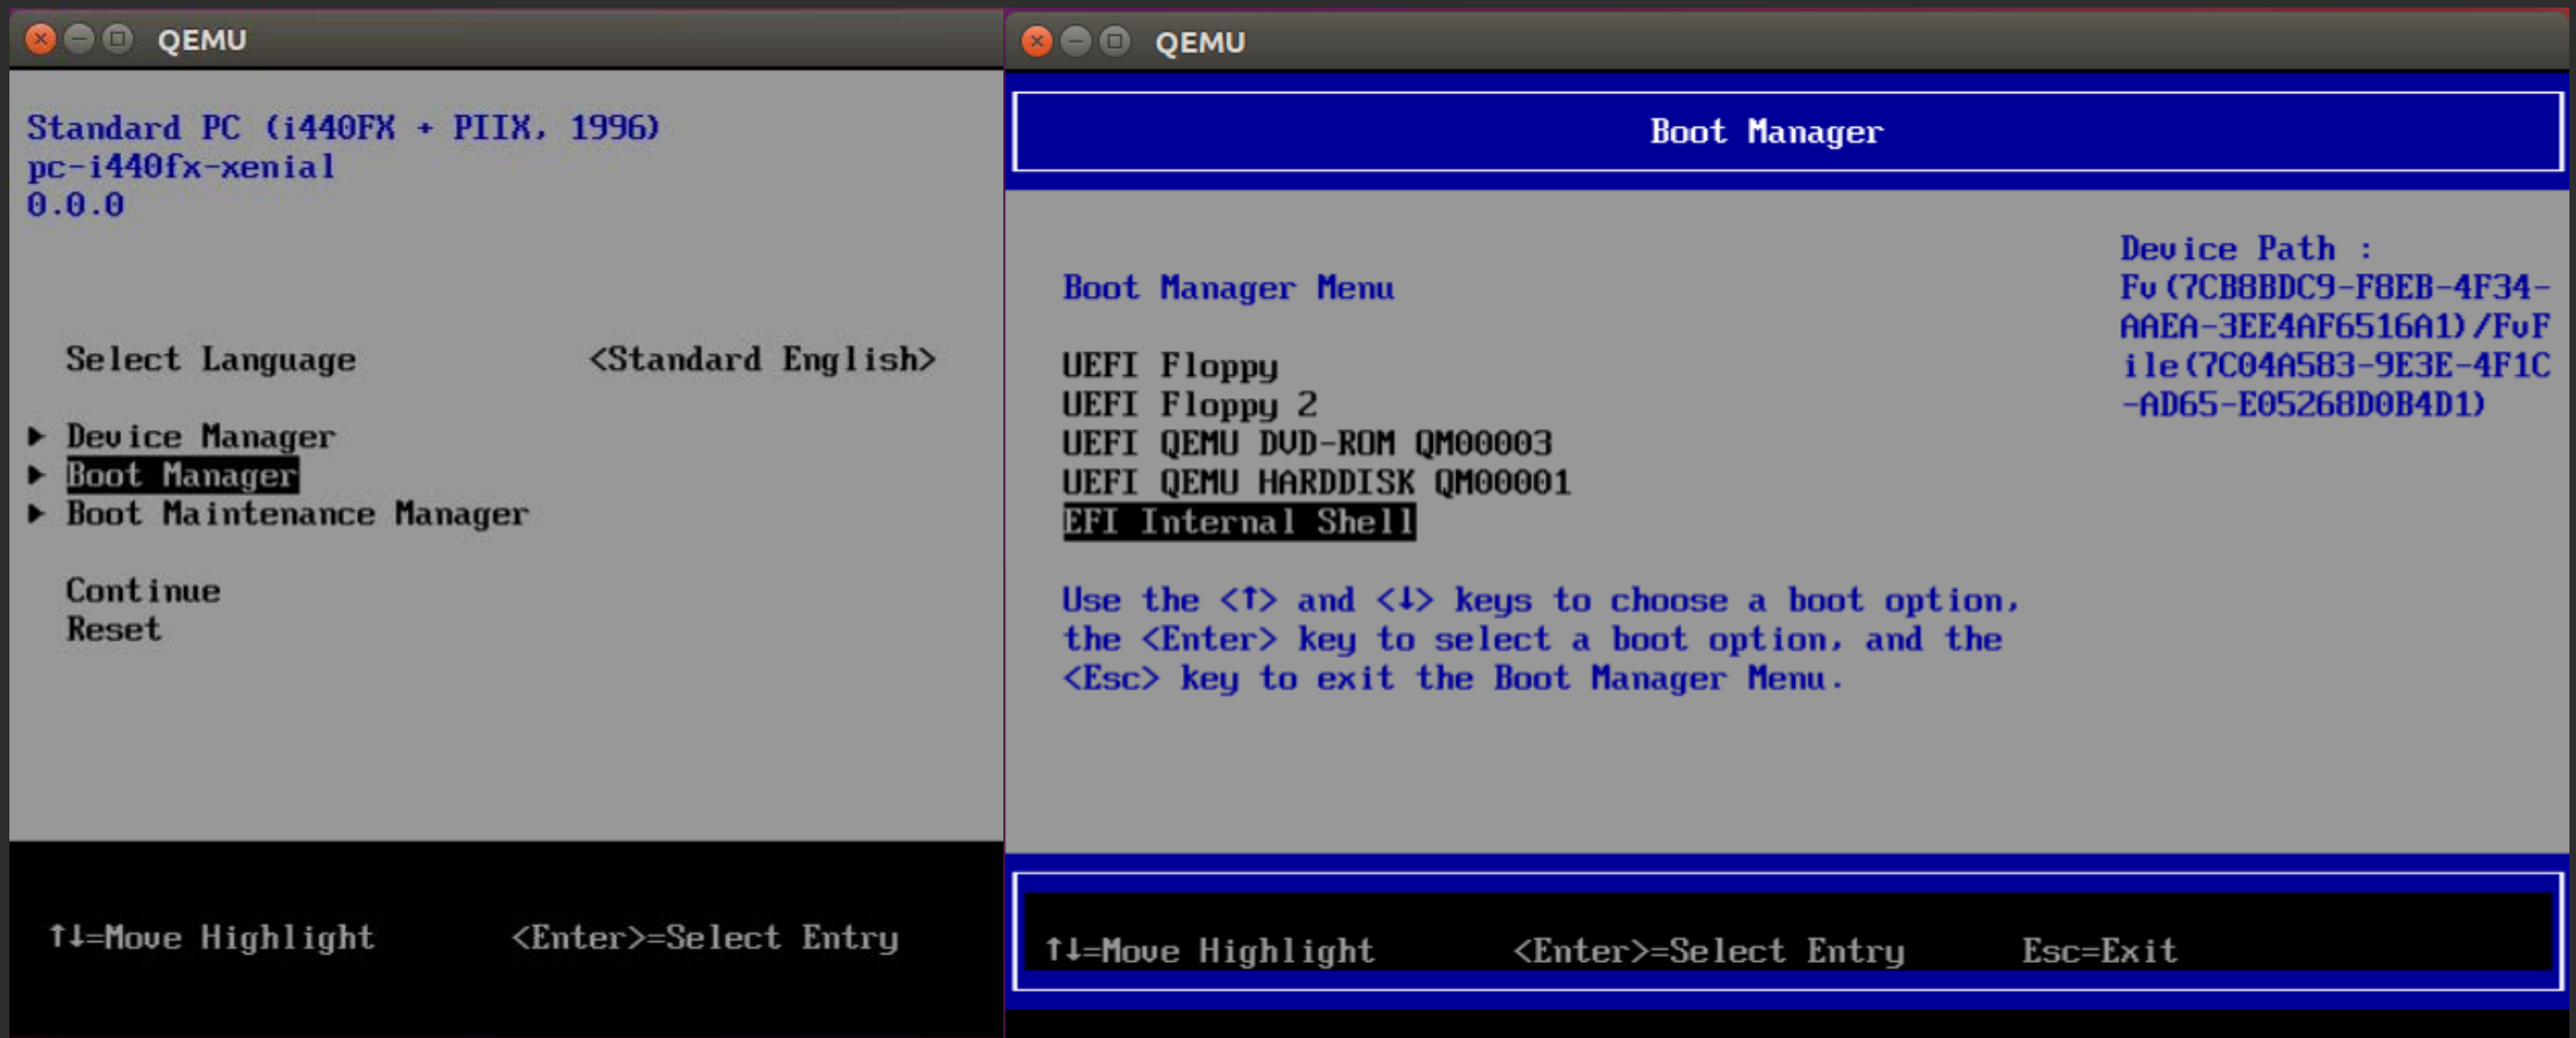 QEMU
Standard PC (i440FX + PIIX, 1996)
pc-i440fx-xenial
0.0.0
Select Language <Standard English>
Device Manager
Boot Manager
Boot Maintenance Manager
Continue
Reset
↑↓=Move Highlight <Enter>=Select Entry
QEMU
Boot Manager
Boot Manager Menu
UEFI Floppy
UEFI Floppy 2
UEFI QEMU DVD-ROM QM00003
UEFI QEMU HARDDISK QM00001
EFI Internal Shell
Use the <↑> and <↓> keys to choose a boot option,
the <Enter> key to select a boot option, and the
<Esc> key to exit the Boot Manager Menu.
Device Path :
Fv(7CB8BDC9-F8EB-4F34-
AAEA-3EE4AF6516A1)/FvF
ile(7C04A583-9E3E-4F1C
-AD65-E05268D0B4D1)
↑↓=Move Highlight <Enter>=Select Entry Esc=Exit